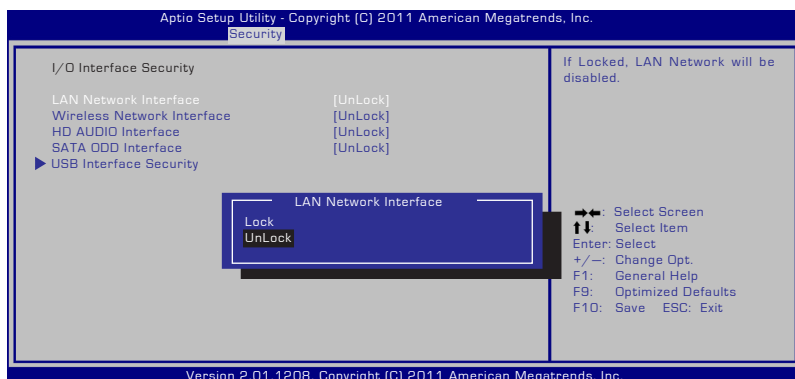 Aptio Setup Utility - Copyright (C) 2011 American Megatrends, Inc.
Security
I/O Interface Security
LAN Network Interface [UnLock]
Wireless Network Interface [UnLock]
HD AUDIO Interface [UnLock]
SATA ODD Interface [UnLock]
USB Interface Security
If Locked, LAN Network will be
disabled.
LAN Network Interface
Lock
UnLock
→←: Select Screen
↑↓: Select Item
Enter: Select
+/—: Change Opt.
F1: General Help
F9: Optimized Defaults
F10: Save ESC: Exit
Version 2.01.1208. Copyright (C) 2011 American Megatrends, Inc.